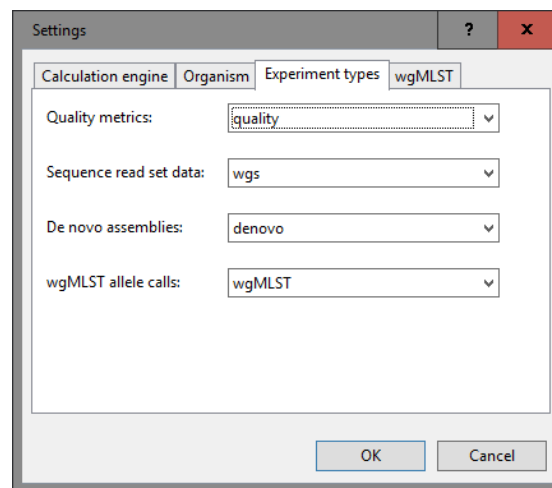 Settings ? x
Calculation engine Organism Experiment types wgMLST
Quality metrics: quality
Sequence read set data: wgs
De novo assemblies: denovo
wgMLST allele calls: wgMLST
OK Cancel